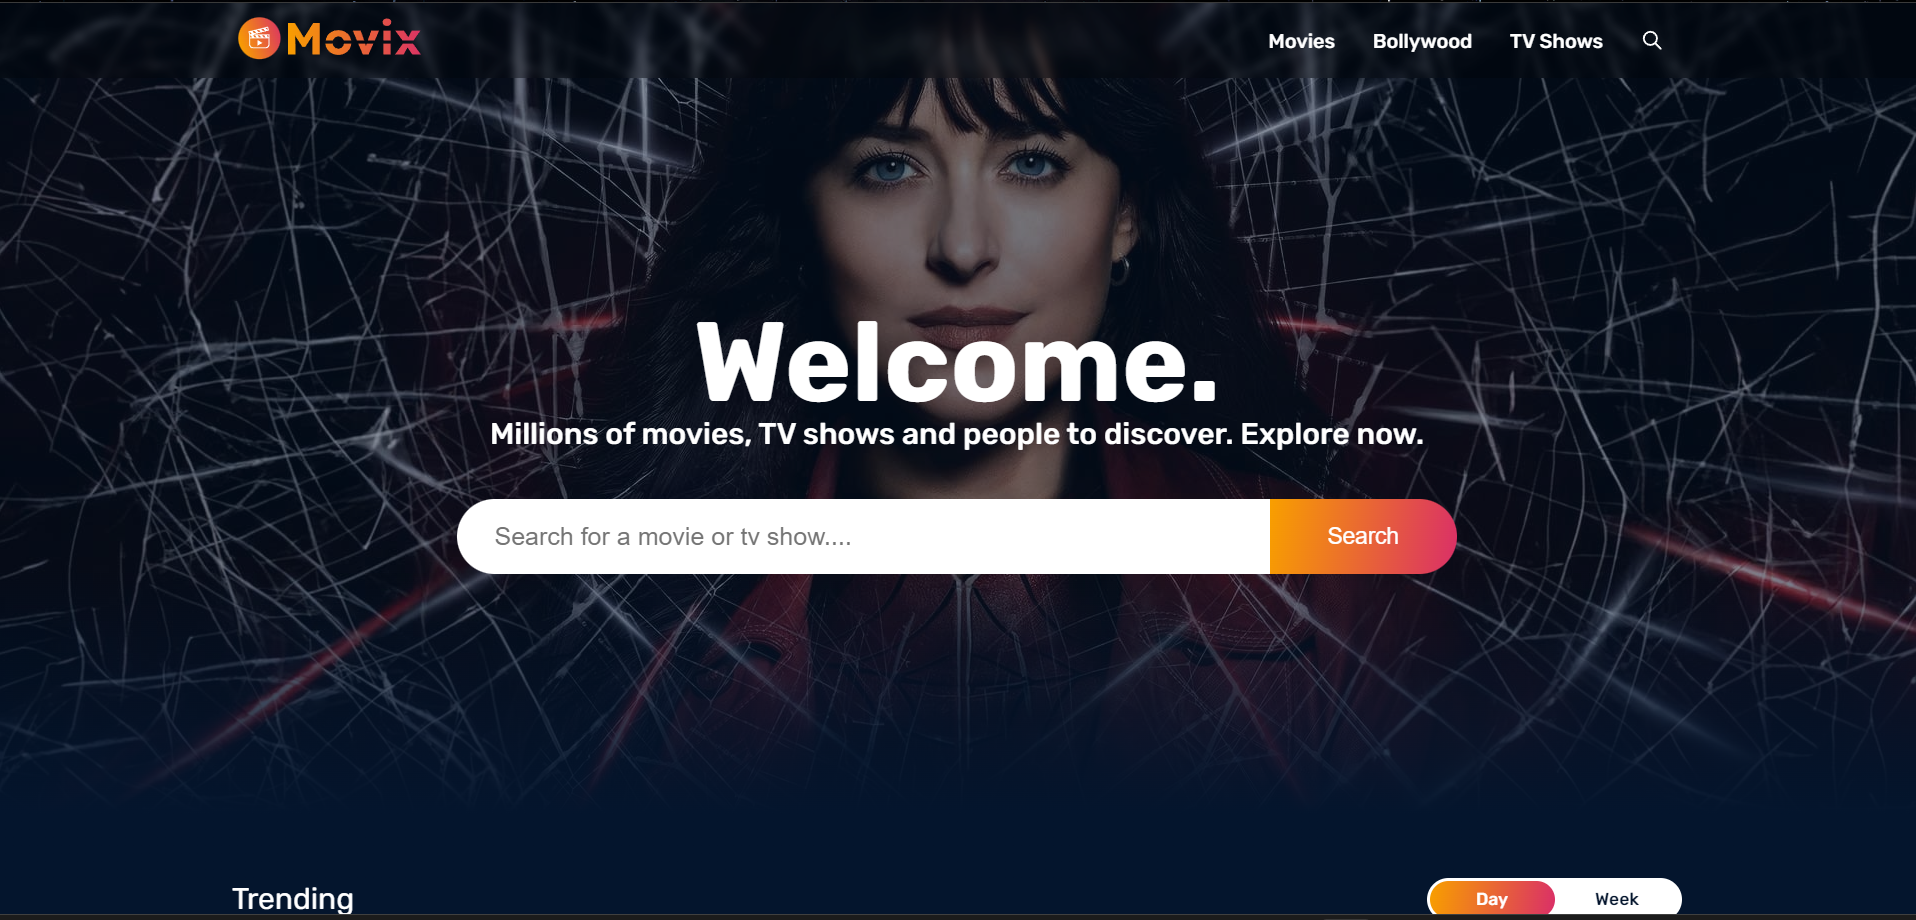 Movix
Movies Bollywood TV Shows
Welcome.
Millions of movies, TV shows and people to discover. Explore now.
Search for a movie or tv show.... Search
Trending Day Week